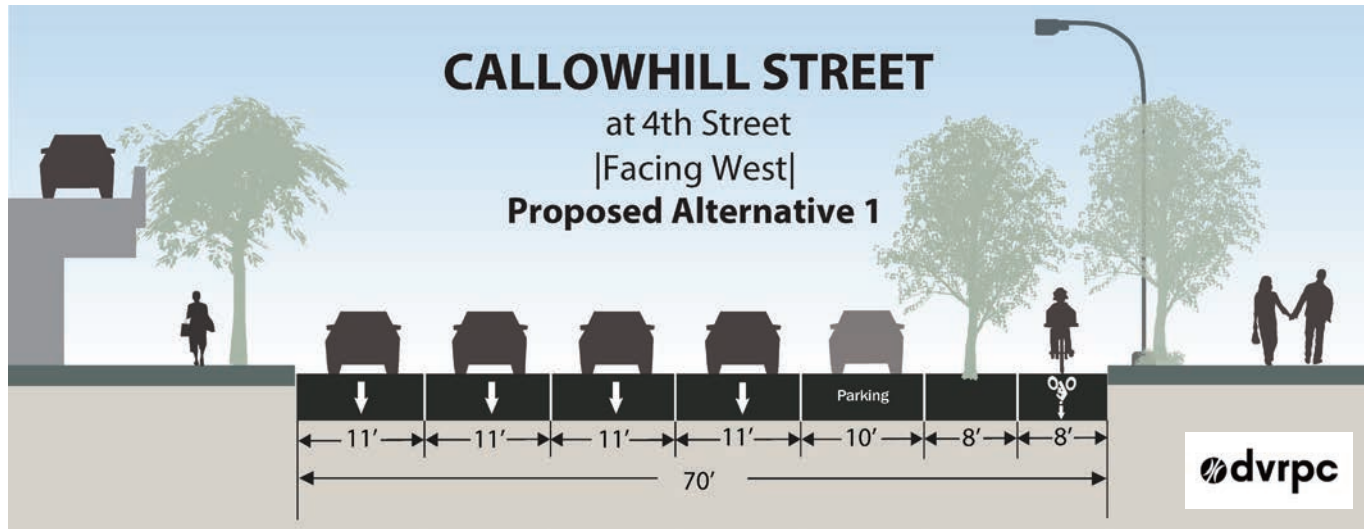 CALLOWHILL STREET
at 4th Street
|Facing West|
Proposed Alternative 1
Parking
11' 11' 11' 11' 10' 8' 8'
70'
dvrpc